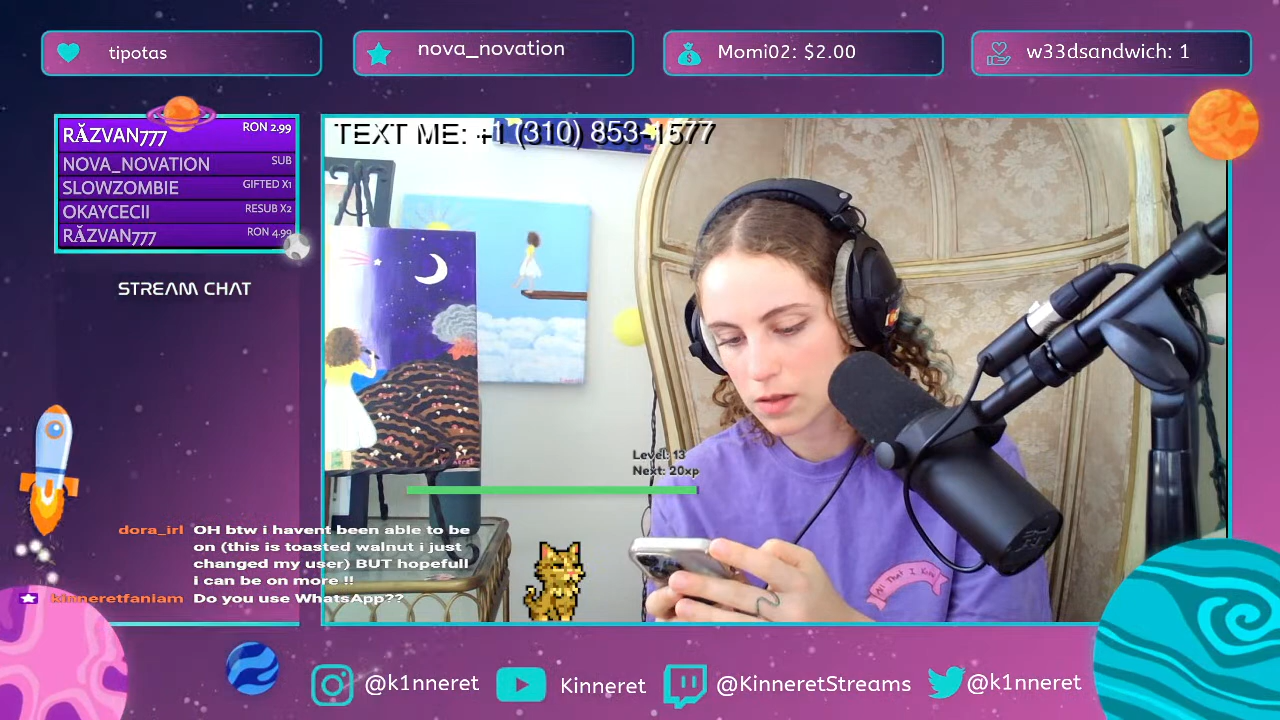 tipotas
nova_novation
Momi02: $2.00
w33dsandwich: 1
RĂZVAN777 RON 2.99
NOVA_NOVATION SUB
SLOWZOMBIE GIFTED X1
OKAYCECII RESUB X2
RĂZVAN777 RON 4.99
STREAM CHAT
TEXT ME: +1 (310) 853-1577
Level: 13
Next: 20xp
dora_irl OH btw i havent been able to be
on (this is toasted walnut i just
changed my user) BUT hopefull
i can be on more !!
kinneretfaniam Do you use WhatsApp??
All That I Know
@k1nneret
Kinneret
@KinneretStreams
@k1nneret